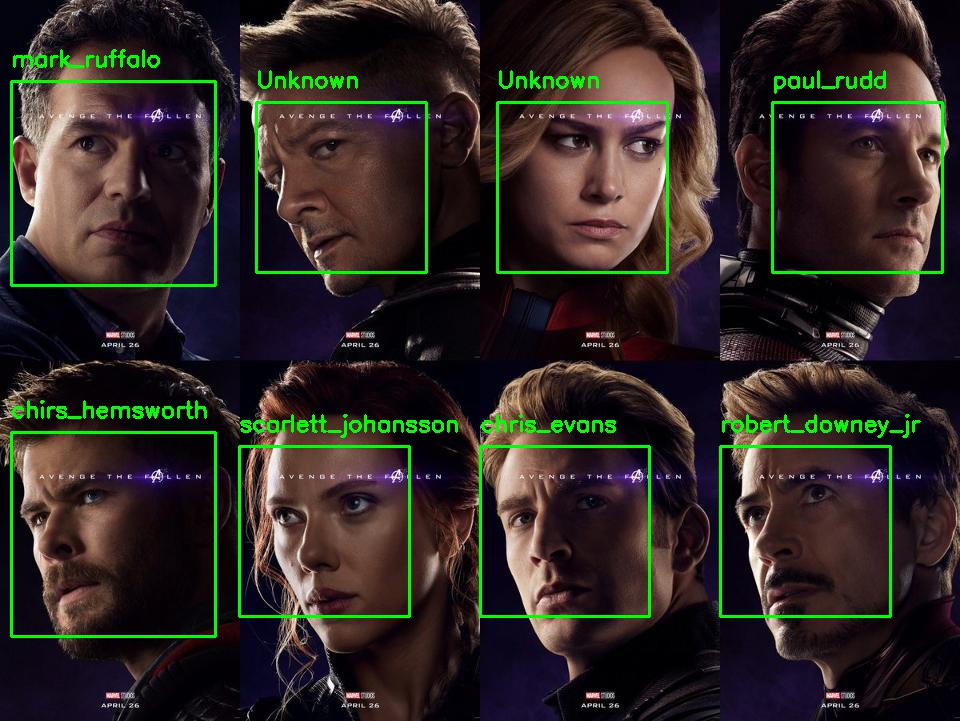 mark_ruffalo
Unknown
Unknown
paul_rudd
AVENGE THE FALLEN
AVENGE THE FALLEN
AVENGE THE FALLEN
AVENGE THE FALLEN
MARVEL STUDIOS
APRIL 26
MARVEL STUDIOS
APRIL 26
MARVEL STUDIOS
APRIL 26
MARVEL STUDIOS
APRIL 26
chirs_hemsworth
scarlett_johansson
chris_evans
robert_downey_jr
AVENGE THE FALLEN
AVENGE THE FALLEN
AVENGE THE FALLEN
AVENGE THE FALLEN
MARVEL STUDIOS
APRIL 26
MARVEL STUDIOS
APRIL 26
MARVEL STUDIOS
APRIL 26
MARVEL STUDIOS
APRIL 26